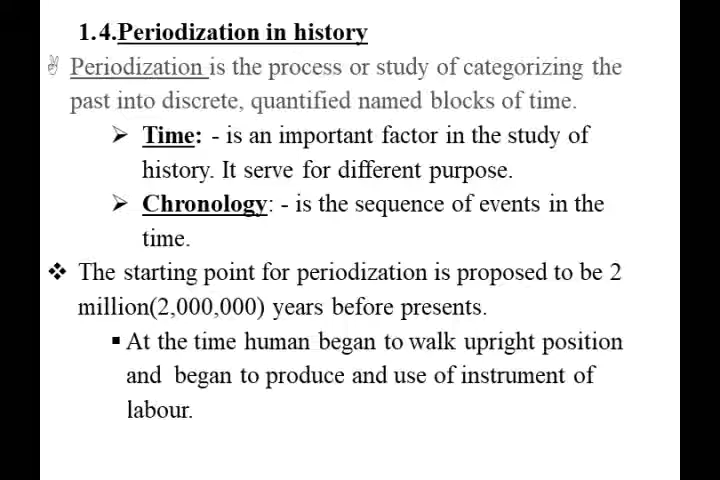 1.4.Periodization in history
✌ Periodization is the process or study of categorizing the
past into discrete, quantified named blocks of time.
➢ Time: - is an important factor in the study of
history. It serve for different purpose.
➢ Chronology: - is the sequence of events in the
time.
❖ The starting point for periodization is proposed to be 2
million(2,000,000) years before presents.
▪ At the time human began to walk upright position
and began to produce and use of instrument of
labour.